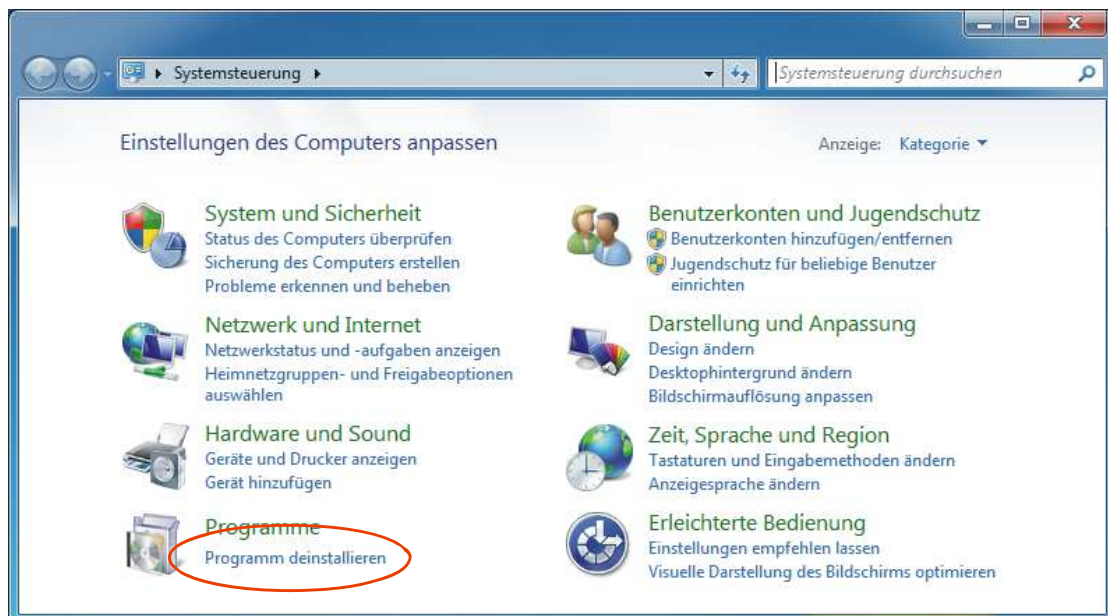 Systemsteuerung
Systemsteuerung durchsuchen
Einstellungen des Computers anpassen
Anzeige: Kategorie
System und Sicherheit
Status des Computers überprüfen
Sicherung des Computers erstellen
Probleme erkennen und beheben
Netzwerk und Internet
Netzwerkstatus und -aufgaben anzeigen
Heimnetzgruppen- und Freigabeoptionen
auswählen
Hardware und Sound
Geräte und Drucker anzeigen
Gerät hinzufügen
Programme
Programm deinstallieren
Benutzerkonten und Jugendschutz
Benutzerkonten hinzufügen/entfernen
Jugendschutz für beliebige Benutzer
einrichten
Darstellung und Anpassung
Design ändern
Desktophintergrund ändern
Bildschirmauflösung anpassen
Zeit, Sprache und Region
Tastaturen und Eingabemethoden ändern
Anzeigesprache ändern
Erleichterte Bedienung
Einstellungen empfehlen lassen
Visuelle Darstellung des Bildschirms optimieren